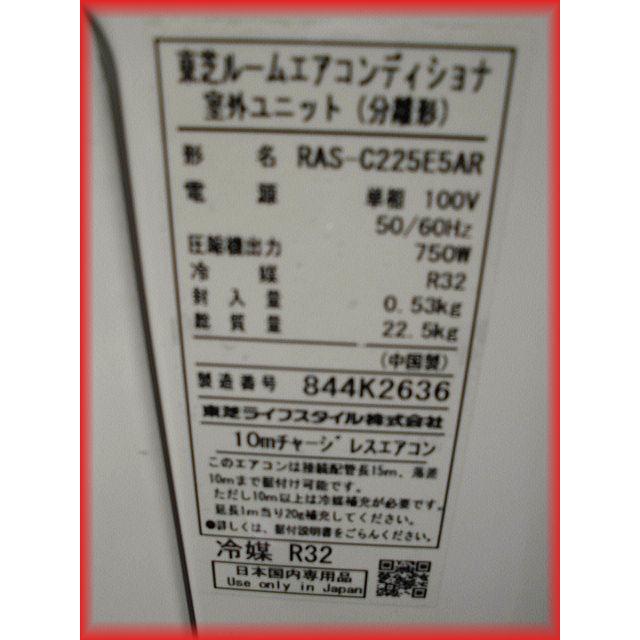 東芝ルームエアコンディショナ
室外ユニット(分離形)
形 名 RAS-C225E5AR
電 源 単相 100V
50/60Hz
圧縮機出力 750W
冷 媒 R32
封入量 0.53kg
総質量 22.5kg
(中国製)
製造番号 844K2636
東芝ライフスタイル株式会社
10mチャージレスエアコン
このエアコンは接続配管長15m、落差
10mまで据付け可能です。
ただし10m以上は冷媒補充が必要です。
延長1m当り20g補充してください。
●詳しくは、据付説明書をごらんください。
冷媒 R32
日本国内専用品
Use only in Japan